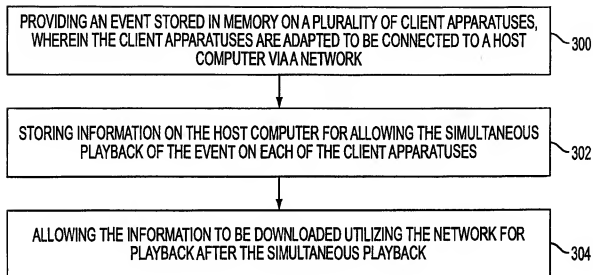 PROVIDING AN EVENT STORED IN MEMORY ON A PLURALITY OF CLIENT APPARATUSES,
WHEREIN THE CLIENT APPARATUSES ARE ADAPTED TO BE CONNECTED TO A HOST
COMPUTER VIA A NETWORK
300
STORING INFORMATION ON THE HOST COMPUTER FOR ALLOWING THE SIMULTANEOUS
PLAYBACK OF THE EVENT ON EACH OF THE CLIENT APPARATUSES
302
ALLOWING THE INFORMATION TO BE DOWNLOADED UTILIZING THE NETWORK FOR
PLAYBACK AFTER THE SIMULTANEOUS PLAYBACK
304